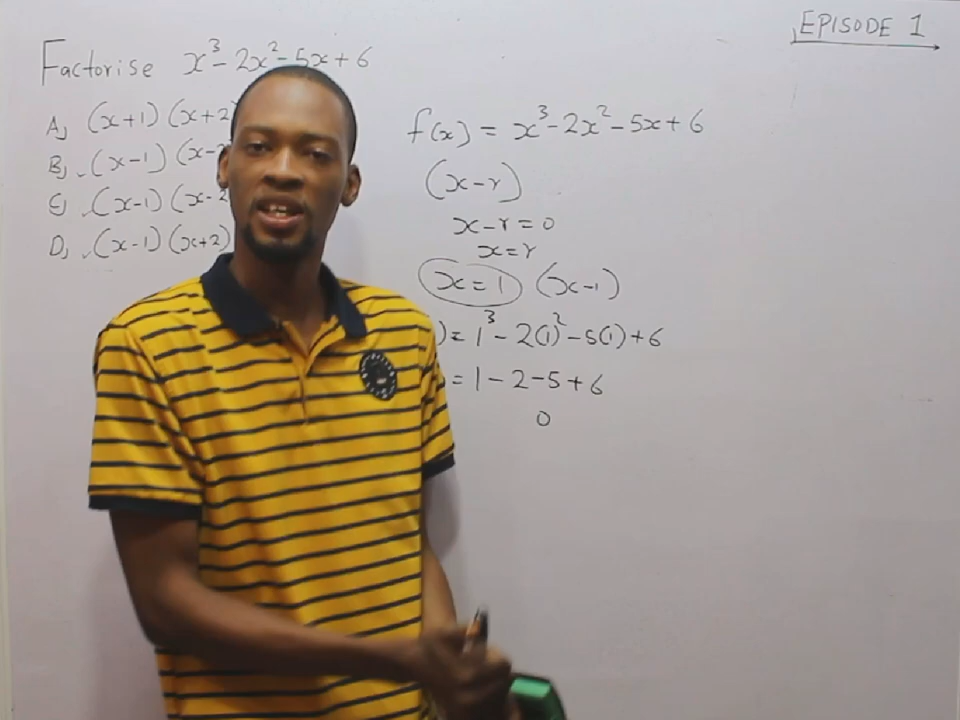 EPISODE 1
Factorise x³ - 2x² - 5x + 6
A, (x+1) (x+2
B, (x-1) (x-
C, (x-1) (x-2
D, (x-1) (x+2)
f(x) = x³ - 2x² - 5x + 6
(x-r)
x-r = 0
x = r
x = 1 (x-1)
) = 1³ - 2(1)² - 5(1) + 6
= 1 - 2 - 5 + 6
0